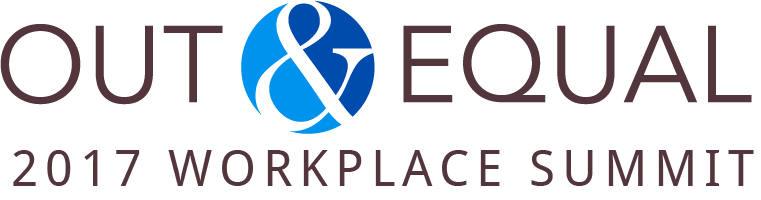 OUT & EQUAL
2017 WORKPLACE SUMMIT